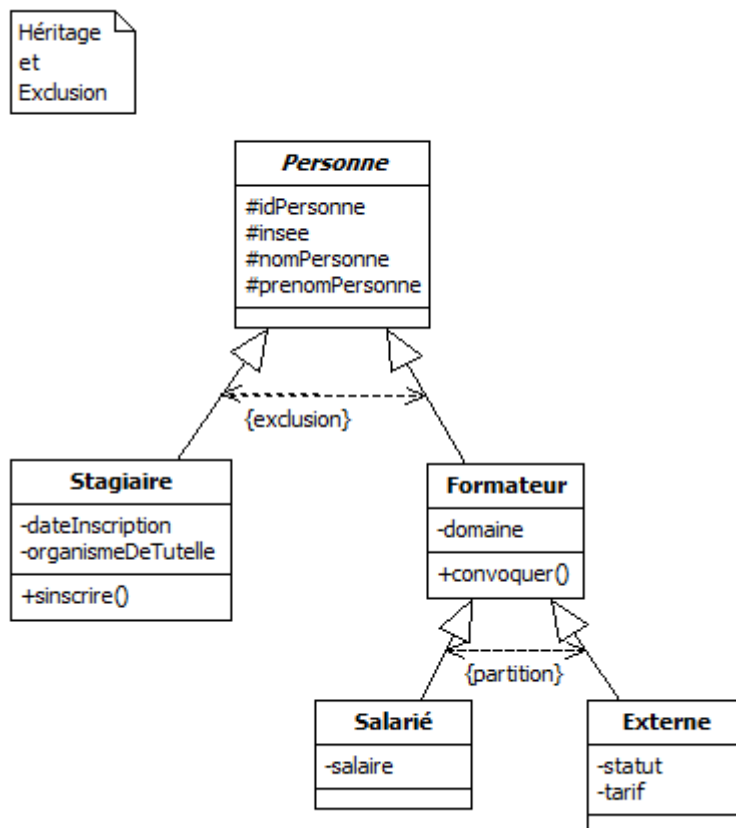 Héritage
et
Exclusion
Personne
#idPersonne
#insee
#nomPersonne
#prenomPersonne
{exclusion}
Stagiaire
-dateInscription
-organismeDeTutelle
+sinscrire()
Formateur
-domaine
+convoquer()
{partition}
Salarié
-salaire
Externe
-statut
-tarif